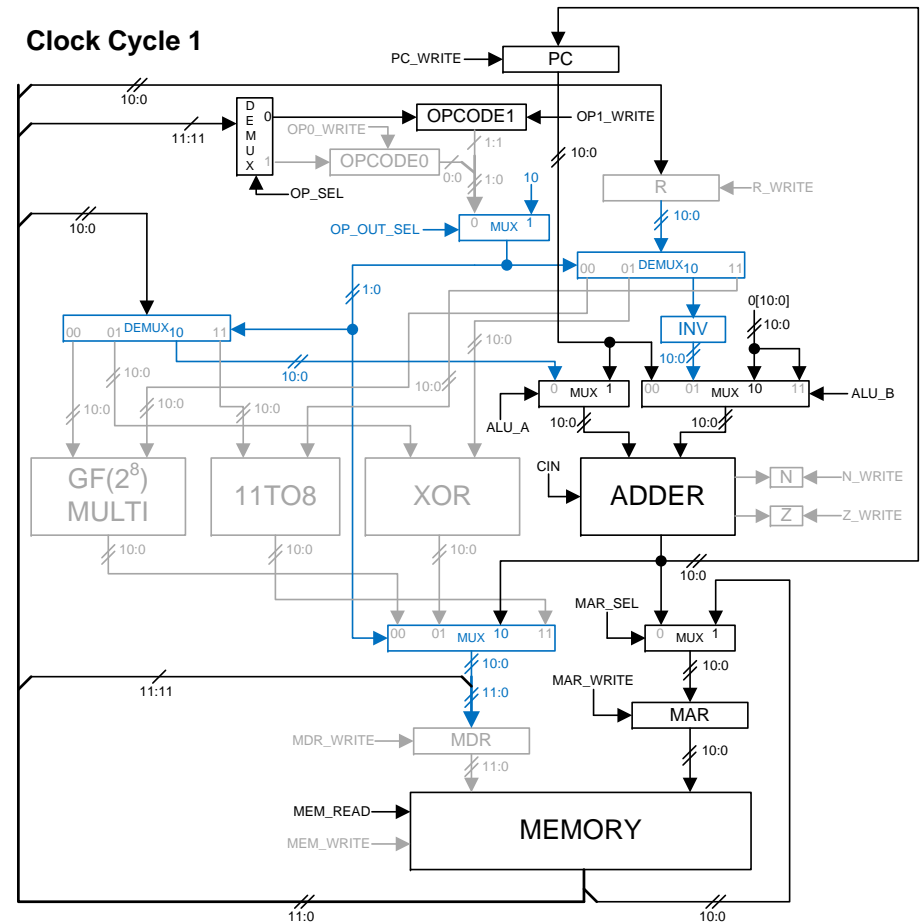 Clock Cycle 1
PC_WRITE
PC
10:0
D
E
M
U
X
0
1
OPCODE1
OP1_WRITE
11:11
OP0_WRITE
1:1
OPCODE0
0:0
1:0
10:0
OP_SEL
10
R
R_WRITE
10:0
OP_OUT_SEL
0
MUX
1
10:0
00
01
DEMUX
10
11
1:0
0[10:0]
10:0
INV
00
01
DEMUX
10
11
10:0
10:0
10:0
0
MUX
1
00
01
MUX
10
11
ALU_B
ALU_A
10:0
10:0
10:0
10:0
10:0
10:0
GF(2⁸)
MULTI
11TO8
XOR
CIN
ADDER
N
N_WRITE
Z
Z_WRITE
10:0
10:0
10:0
10:0
MAR_SEL
00
01
MUX
10
11
0
MUX
1
10:0
10:0
11:11
11:0
MAR_WRITE
MAR
MDR_WRITE
MDR
11:0
10:0
MEM_READ
MEMORY
MEM_WRITE
11:0
10:0